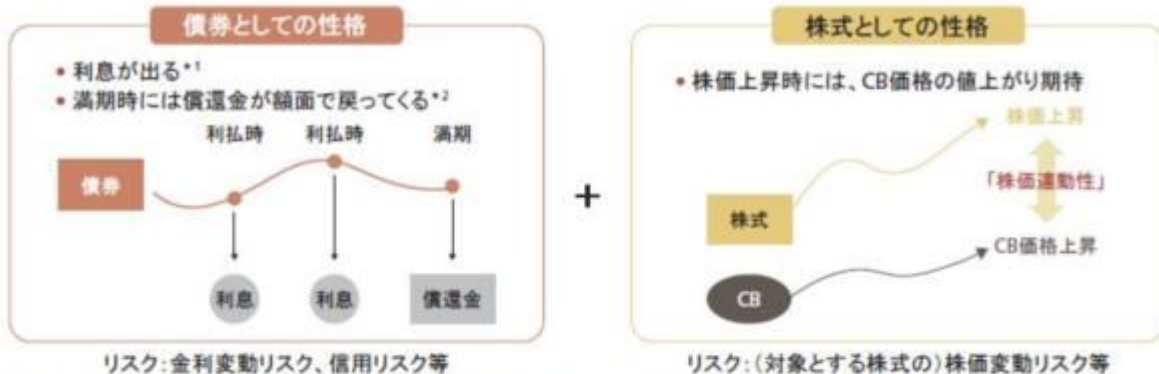 債券としての性格
• 利息が出る*1
• 満期時には償還金が額面で戻ってくる*2
利払時 利払時 満期
債券
利息 利息 償還金
リスク:金利変動リスク、信用リスク等
+
株式としての性格
• 株価上昇時には、CB価格の値上がり期待
株価上昇
「株価連動性」
株式
CB価格上昇
CB
リスク:(対象とする株式の)株価変動リスク等